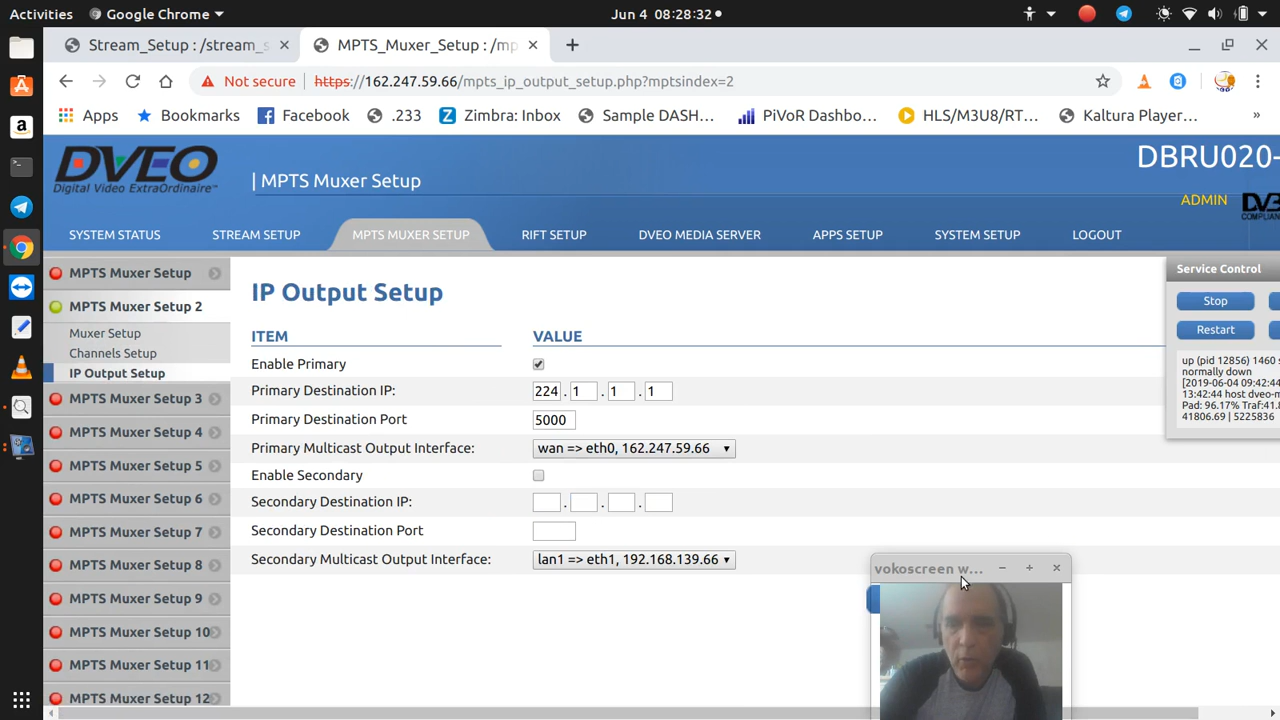 Activities Google Chrome Jun 4 08:28:32
Stream_Setup : /stream_s
MPTS_Muxer_Setup : /mp
Not secure https://162.247.59.66/mpts_ip_output_setup.php?mptsindex=2
Apps Bookmarks Facebook .233 Zimbra: Inbox Sample DASH... PiVoR Dashbo... HLS/M3U8/RT... Kaltura Player... »
DVEO
Digital Video ExtraOrdinaire
| MPTS Muxer Setup
DBRU020-
ADMIN
SYSTEM STATUS STREAM SETUP MPTS MUXER SETUP RIFT SETUP DVEO MEDIA SERVER APPS SETUP SYSTEM SETUP LOGOUT
MPTS Muxer Setup
MPTS Muxer Setup 2
Muxer Setup
Channels Setup
IP Output Setup
MPTS Muxer Setup 3
MPTS Muxer Setup 4
MPTS Muxer Setup 5
MPTS Muxer Setup 6
MPTS Muxer Setup 7
MPTS Muxer Setup 8
MPTS Muxer Setup 9
MPTS Muxer Setup 10
MPTS Muxer Setup 11
MPTS Muxer Setup 12
IP Output Setup
ITEM VALUE
Enable Primary
Primary Destination IP: 224 . 1 . 1 . 1
Primary Destination Port 5000
Primary Multicast Output Interface: wan => eth0, 162.247.59.66
Enable Secondary
Secondary Destination IP: . . .
Secondary Destination Port
Secondary Multicast Output Interface: lan1 => eth1, 192.168.139.66
Service Control
Stop
Restart
up (pid 12856) 1460 s
normally down
[2019-06-04 09:42:44
13:42:44 host dveo-m
Pad: 96.17% Traf:41.8
41806.69 | 5225836
vokoscreen w...